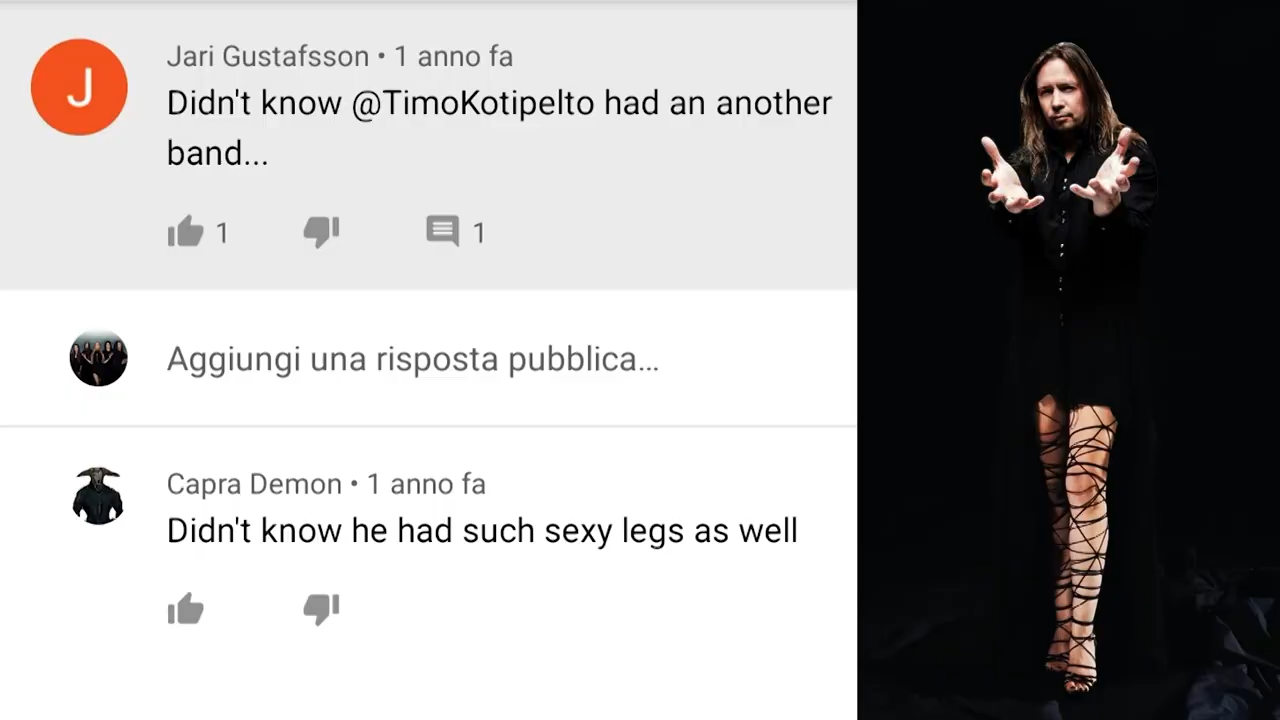 J
Jari Gustafsson • 1 anno fa
Didn't know @TimoKotipelto had an another
band...
1
1
Aggiungi una risposta pubblica...
Capra Demon • 1 anno fa
Didn't know he had such sexy legs as well